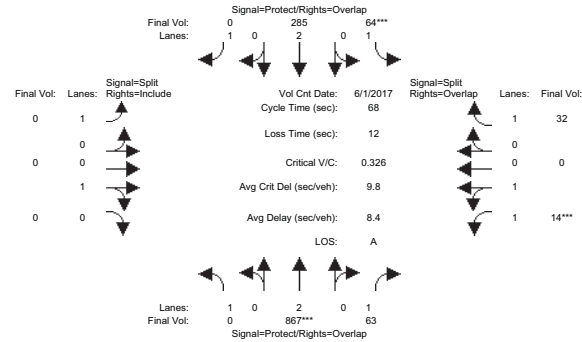 Signal=Protect/Rights=Overlap
Final Vol: 0 285 64***
Lanes: 1 0 2 0 1
Signal=Split Signal=Split
Final Vol: Lanes: Rights=Include Vol Cnt Date: 6/1/2017 Rights=Overlap Lanes: Final Vol:
Cycle Time (sec): 68
0 1 1 32
Loss Time (sec): 12
0 0
0 0 Critical V/C: 0.326 0 0
1 Avg Crit Del (sec/veh): 9.8 1
0 0 Avg Delay (sec/veh): 8.4 1 14***
LOS: A
Lanes: 1 0 2 0 1
Final Vol: 0 867*** 63
Signal=Protect/Rights=Overlap